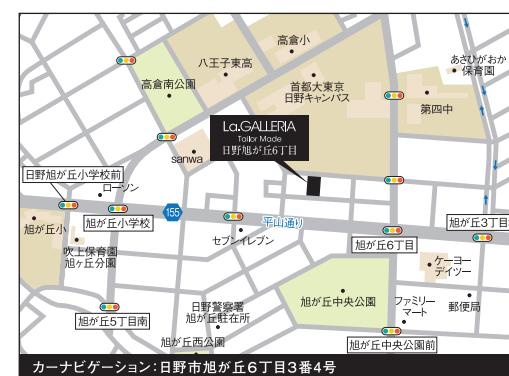 高倉小
八王子東高
あさひがおか
保育園
高倉南公園
首都大東京
日野キャンパス
第四中
La.GALLERIA
Tailor Made
日野旭が丘6丁目
sanwa
日野旭が丘小学校前
ローソン
155
旭が丘小
旭が丘小学校
平山通り
旭が丘3丁目
セブンイレブン
旭が丘6丁目
吹上保育園
旭ヶ丘分園
ケーヨー
デイツー
旭が丘中央公園
旭が丘5丁目南
日野警察署
旭が丘駐在所
ファミリー
マート
郵便局
旭が丘西公園
旭が丘中央公園前
カーナビゲーション:日野市旭が丘6丁目3番4号